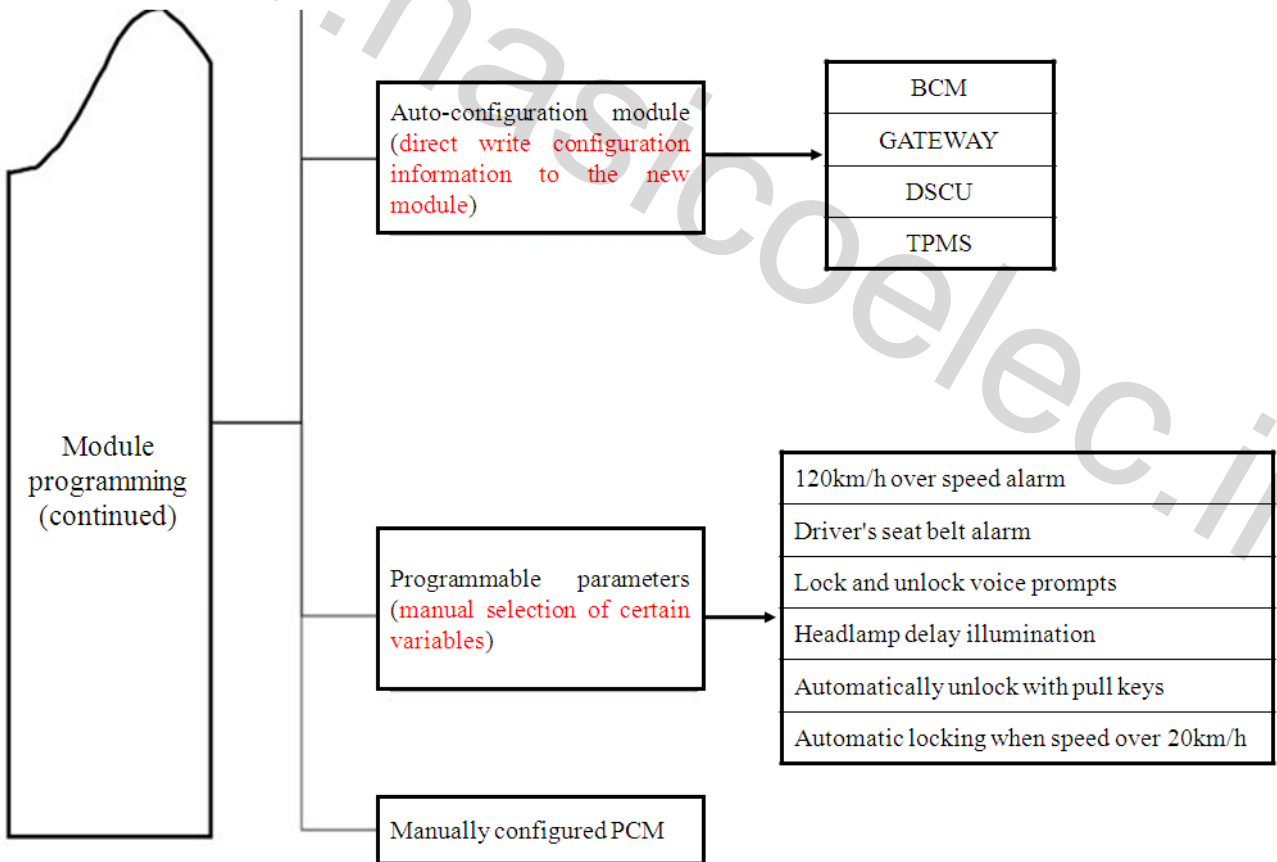 .nasicoelec.i
Module
programming
(continued)
Auto-configuration module
(direct write configuration
information to the new
module)
BCM
GATEWAY
DSCU
TPMS
Programmable parameters
(manual selection of certain
variables)
120km/h over speed alarm
Driver's seat belt alarm
Lock and unlock voice prompts
Headlamp delay illumination
Automatically unlock with pull keys
Automatic locking when speed over 20km/h
Manually configured PCM